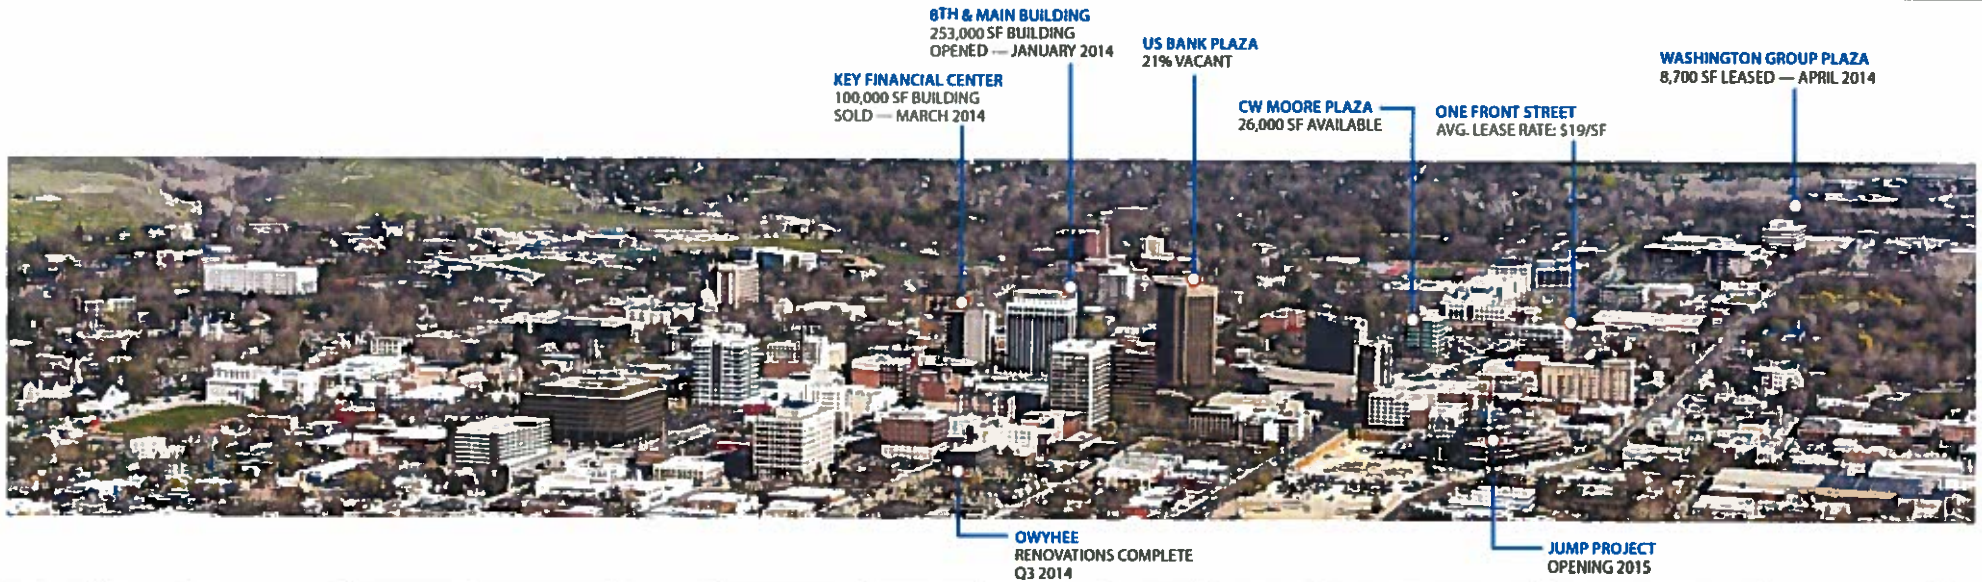 8TH & MAIN BUILDING
253,000 SF BUILDING
OPENED — JANUARY 2014
US BANK PLAZA
21% VACANT
WASHINGTON GROUP PLAZA
8,700 SF LEASED — APRIL 2014
KEY FINANCIAL CENTER
100,000 SF BUILDING
SOLD — MARCH 2014
CW MOORE PLAZA
26,000 SF AVAILABLE
ONE FRONT STREET
AVG. LEASE RATE: $19/SF
OWYHEE
RENOVATIONS COMPLETE
Q3 2014
JUMP PROJECT
OPENING 2015